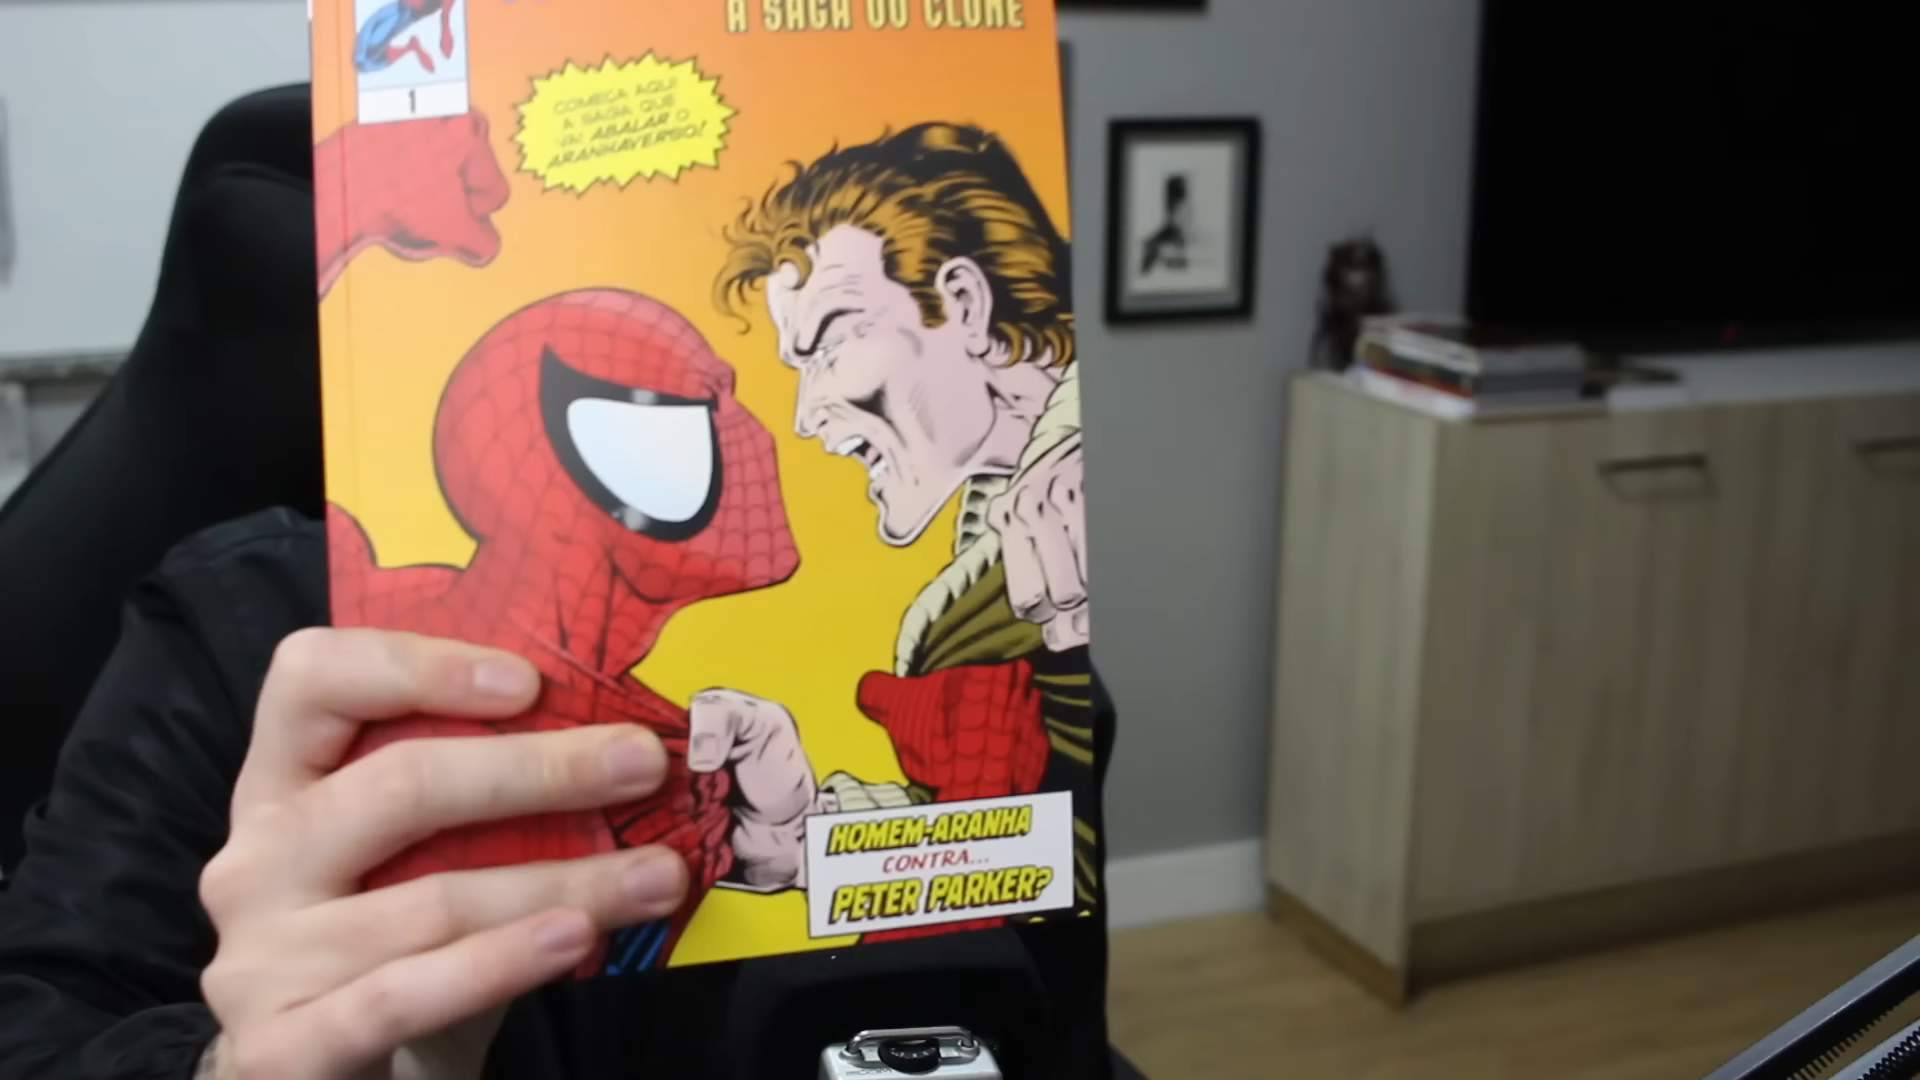 A SAGA DO CLONE
1
COMEÇA AQUI
A SAGA QUE
VAI ABALAR O
ARANHAVERSO!
HOMEM-ARANHA
CONTRA...
PETER PARKER?